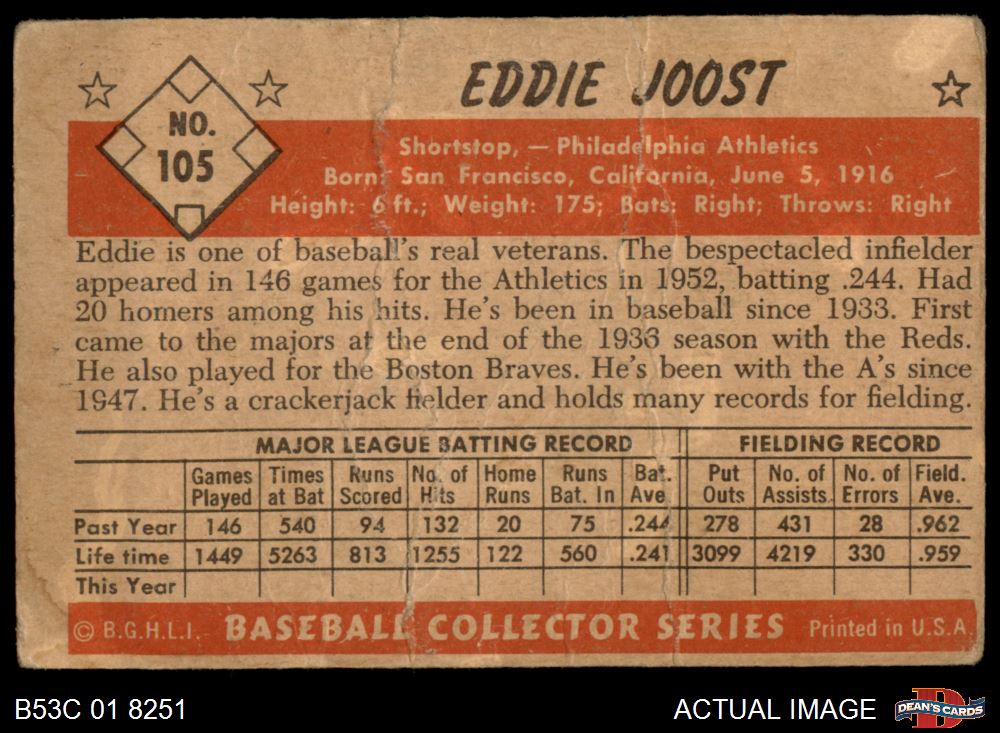 EDDIE JOOST
NO.
105
Shortstop, — Philadelphia Athletics
Born: San Francisco, California, June 5, 1916
Height: 6 ft.; Weight: 175; Bats: Right; Throws: Right
Eddie is one of baseball's real veterans. The bespectacled infielder
appeared in 146 games for the Athletics in 1952, batting .244. Had
20 homers among his hits. He's been in baseball since 1933. First
came to the majors at the end of the 1936 season with the Reds.
He also played for the Boston Braves. He's been with the A's since
1947. He's a crackerjack fielder and holds many records for fielding.
MAJOR LEAGUE BATTING RECORD FIELDING RECORD
Games Times Runs No. of Home Runs Bat. Put No. of No. of Field.
Played at Bat Scored Hits Runs Bat. In Ave. Outs Assists. Errors Ave.
Past Year 146 540 94 132 20 75 .244 278 431 28 .962
Life time 1449 5263 813 1255 122 560 .241 3099 4219 330 .959
This Year
© B.G.H.L.I. BASEBALL COLLECTOR SERIES Printed in U.S.A.
B53C 01 8251 ACTUAL IMAGE DEAN'S CARDS